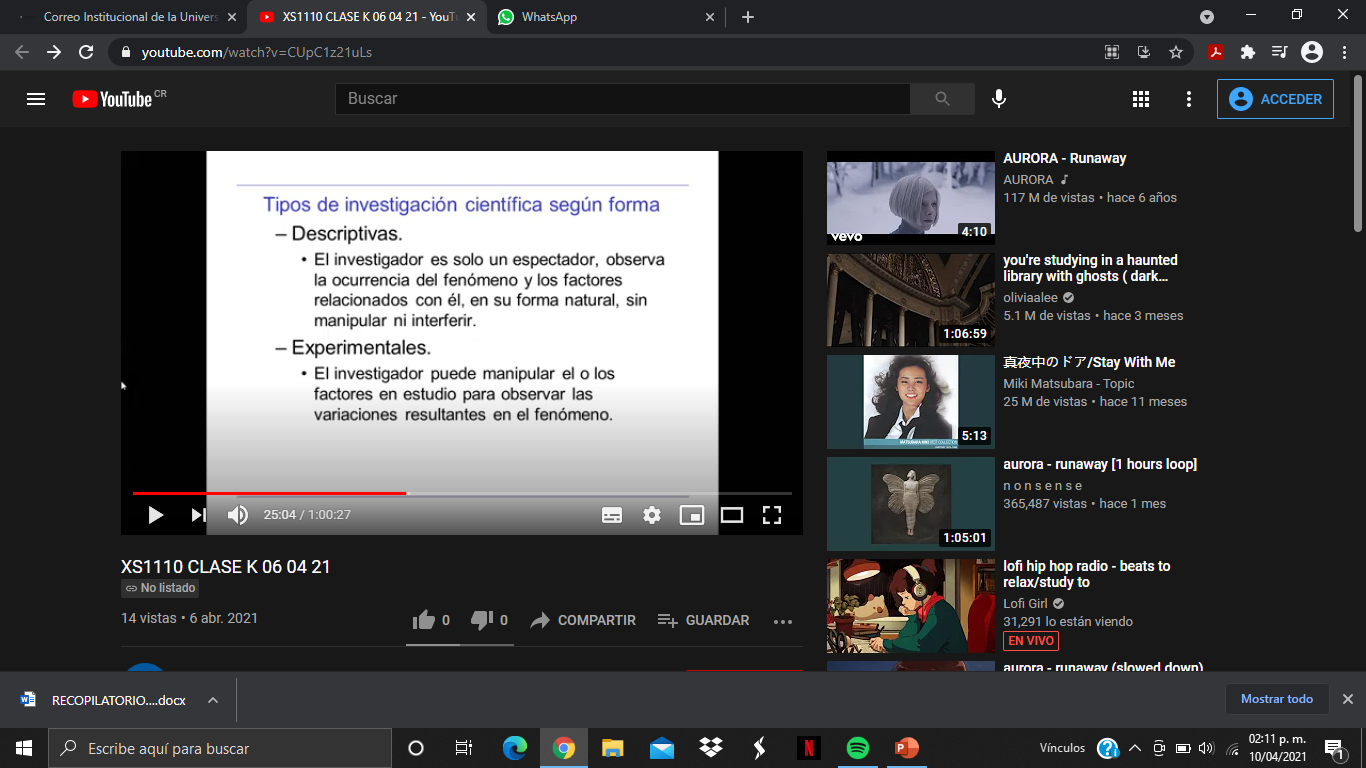 Correo Institucional de la Univers
XS1110 CLASE K 06 04 21 - YouT
WhatsApp
youtube.com/watch?v=CUpC1z21uLs
YouTube CR
Buscar
ACCEDER
Tipos de investigación científica según forma
– Descriptivas.
• El investigador es solo un espectador, observa
la ocurrencia del fenómeno y los factores
relacionados con él, en su forma natural, sin
manipular ni interferir.
– Experimentales.
• El investigador puede manipular el o los
factores en estudio para observar las
variaciones resultantes en el fenómeno.
25:04 / 1:00:27
XS1110 CLASE K 06 04 21
No listado
14 vistas • 6 abr. 2021
0
0
COMPARTIR
GUARDAR
vevo
4:10
AURORA - Runaway
AURORA
117 M de vistas • hace 6 años
1:06:59
you're studying in a haunted
library with ghosts ( dark...
oliviaalee
5.1 M de vistas • hace 3 meses
5:13
真夜中のドア/Stay With Me
Miki Matsubara - Topic
25 M de vistas • hace 11 meses
1:05:01
aurora - runaway [1 hours loop]
n o n s e n s e
365,487 vistas • hace 1 mes
lofi hip hop radio - beats to
relax/study to
Lofi Girl
31,291 lo están viendo
EN VIVO
aurora - runaway (slowed down)
RECOPILATORIO....docx
Mostrar todo
Escribe aquí para buscar
Vínculos
02:11 p. m.
10/04/2021
1